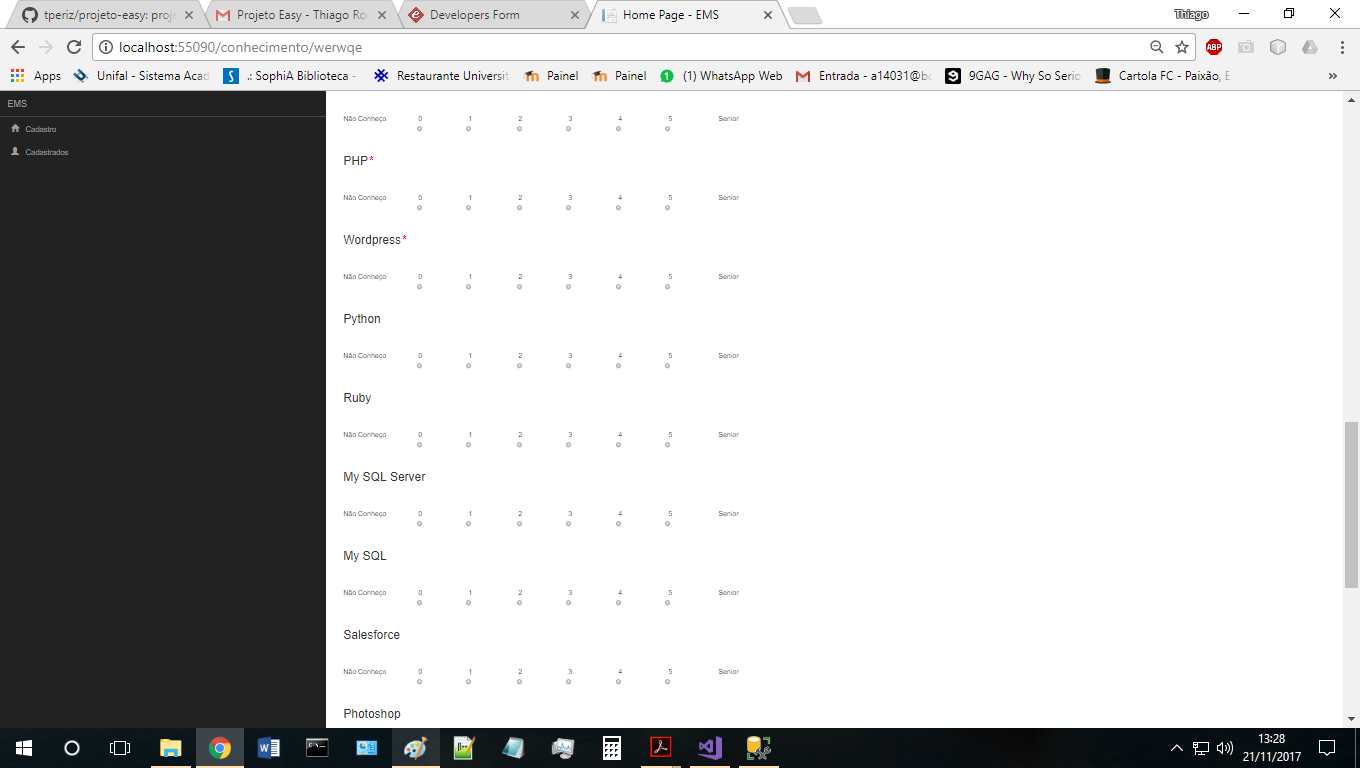 tperiz/projeto-easy: proje
Projeto Easy - Thiago Ro
Developers Form
Home Page - EMS
Thiago
localhost:55090/conhecimento/werwqe
Apps
Unifal - Sistema Acad
.: SophiA Biblioteca -
Restaurante Universit
Painel
Painel
(1) WhatsApp Web
Entrada - a14031@bc
9GAG - Why So Serio
Cartola FC - Paixão, E
EMS
Cadastro
Cadastrados
Não Conheço 0 1 2 3 4 5 Senior
PHP*
Não Conheço 0 1 2 3 4 5 Senior
Wordpress*
Não Conheço 0 1 2 3 4 5 Senior
Python
Não Conheço 0 1 2 3 4 5 Senior
Ruby
Não Conheço 0 1 2 3 4 5 Senior
My SQL Server
Não Conheço 0 1 2 3 4 5 Senior
My SQL
Não Conheço 0 1 2 3 4 5 Senior
Salesforce
Não Conheço 0 1 2 3 4 5 Senior
Photoshop
13:28
21/11/2017